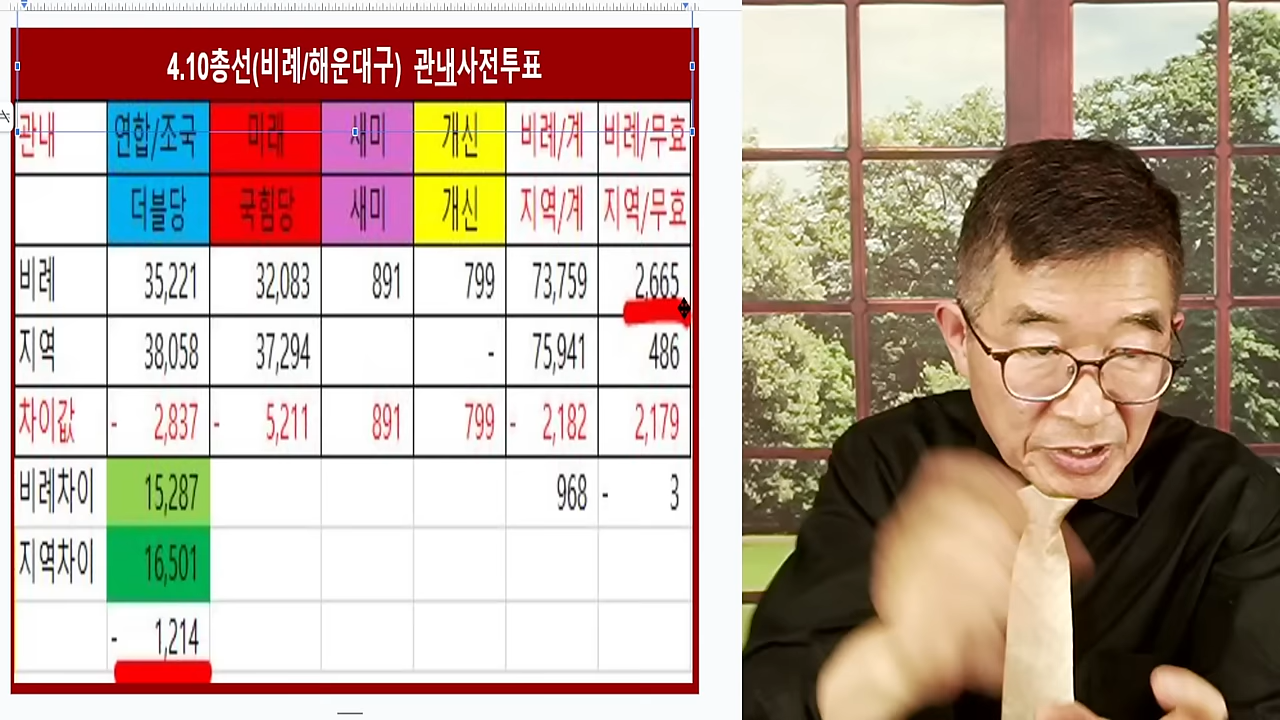 4.10총선(비례/해운대구) 관내사전투표
관내 연합/조국 미래 새미 개신 비례/계 비례/무효
더블당 국힘당 새미 개신 지역/계 지역/무효
비례 35,221 32,083 891 799 73,759 2,665
지역 38,058 37,294 - 75,941 486
차이값 - 2,837 - 5,211 891 799 - 2,182 2,179
비례차이 15,287 968 - 3
지역차이 16,501
- 1,214